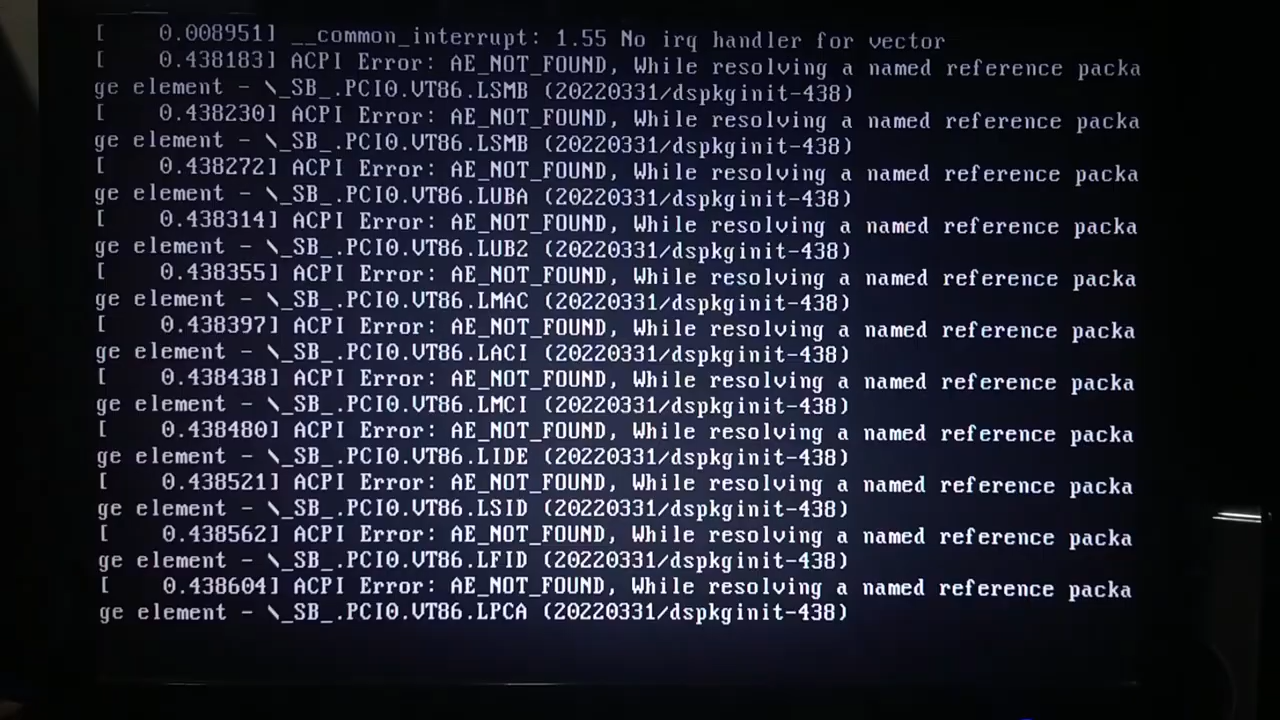 [    0.008951] __common_interrupt: 1.55 No irq handler for vector
[    0.438183] ACPI Error: AE_NOT_FOUND, While resolving a named reference packa
ge element - \_SB_.PCI0.VT86.LSMB (20220331/dspkginit-438)
[    0.438230] ACPI Error: AE_NOT_FOUND, While resolving a named reference packa
ge element - \_SB_.PCI0.VT86.LSMB (20220331/dspkginit-438)
[    0.438272] ACPI Error: AE_NOT_FOUND, While resolving a named reference packa
ge element - \_SB_.PCI0.VT86.LUBA (20220331/dspkginit-438)
[    0.438314] ACPI Error: AE_NOT_FOUND, While resolving a named reference packa
ge element - \_SB_.PCI0.VT86.LUB2 (20220331/dspkginit-438)
[    0.438355] ACPI Error: AE_NOT_FOUND, While resolving a named reference packa
ge element - \_SB_.PCI0.VT86.LMAC (20220331/dspkginit-438)
[    0.438397] ACPI Error: AE_NOT_FOUND, While resolving a named reference packa
ge element - \_SB_.PCI0.VT86.LACI (20220331/dspkginit-438)
[    0.438438] ACPI Error: AE_NOT_FOUND, While resolving a named reference packa
ge element - \_SB_.PCI0.VT86.LMCI (20220331/dspkginit-438)
[    0.438480] ACPI Error: AE_NOT_FOUND, While resolving a named reference packa
ge element - \_SB_.PCI0.VT86.LIDE (20220331/dspkginit-438)
[    0.438521] ACPI Error: AE_NOT_FOUND, While resolving a named reference packa
ge element - \_SB_.PCI0.VT86.LSID (20220331/dspkginit-438)
[    0.438562] ACPI Error: AE_NOT_FOUND, While resolving a named reference packa
ge element - \_SB_.PCI0.VT86.LFID (20220331/dspkginit-438)
[    0.438604] ACPI Error: AE_NOT_FOUND, While resolving a named reference packa
ge element - \_SB_.PCI0.VT86.LPCA (20220331/dspkginit-438)